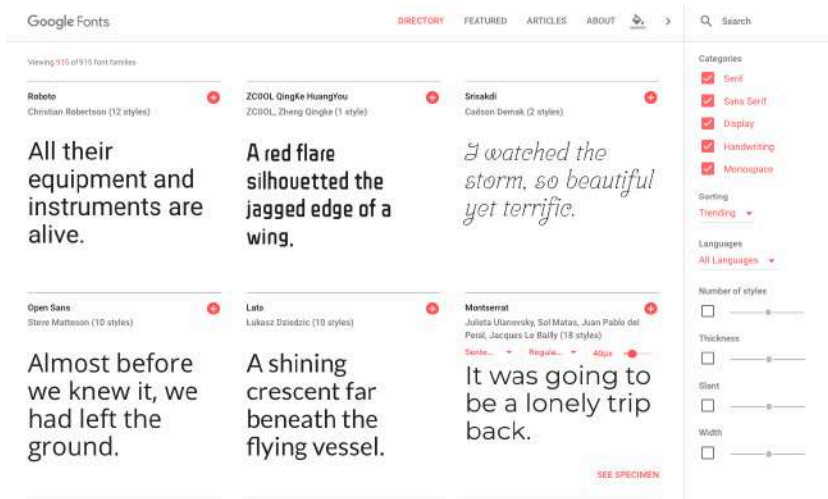 Google Fonts
DIRECTORY FEATURED ARTICLES ABOUT
Search
Viewing 915 of 915 font families
Roboto
Christian Robertson (12 styles)
All their
equipment and
instruments are
alive.
ZCOOL QingKe HuangYou
ZCOOL, Zheng Qingke (1 style)
A red flare
silhouetted the
jagged edge of a
wing.
Srisakdi
Cadson Demak (2 styles)
I watched the
storm, so beautiful
yet terrific.
Open Sans
Steve Matteson (10 styles)
Almost before
we knew it, we
had left the
ground.
Lato
Łukasz Dziedzic (10 styles)
A shining
crescent far
beneath the
flying vessel.
Montserrat
Julieta Ulanovsky, Sol Matas, Juan Pablo del
Peral, Jacques Le Bailly (18 styles)
Sente... Regula... 40px
It was going to
be a lonely trip
back.
SEE SPECIMEN
Categories
Serif
Sans Serif
Display
Handwriting
Monospace
Sorting
Trending
Languages
All Languages
Number of styles
Thickness
Slant
Width